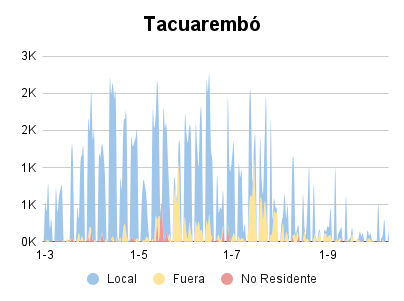 Tacuarembó
3K
2K
2K
1K
1K
0K
1-3 1-5 1-7 1-9
Local Fuera No Residente